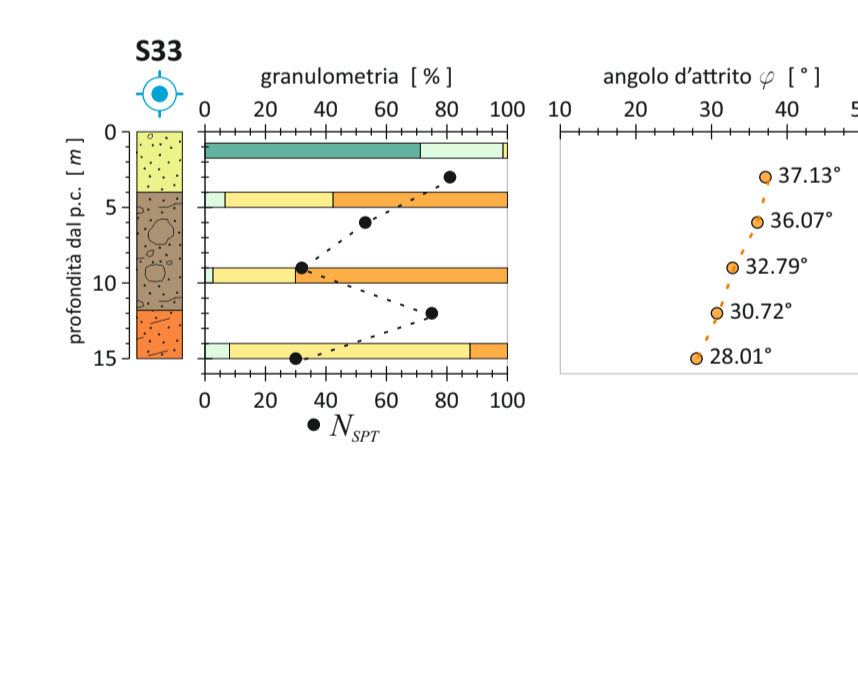 S33
granulometria [ % ]
angolo d'attrito φ [ ° ]
0 20 40 60 80 100
10 20 30 40 5
profondità dal p.c. [ m ]
0
5
10
15
37.13°
36.07°
32.79°
30.72°
28.01°
0 20 40 60 80 100
N SPT